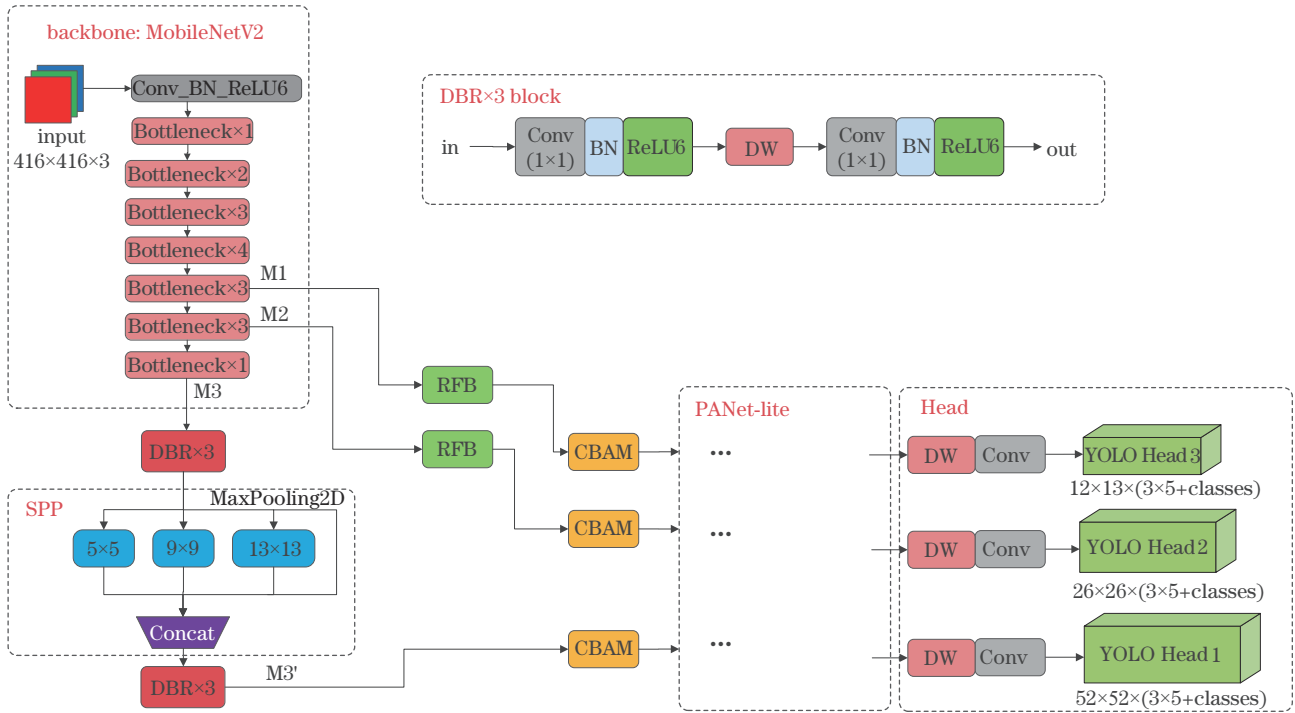 backbone: MobileNetV2
Conv_BN_ReLU6
input
416×416×3
Bottleneck×1
Bottleneck×2
Bottleneck×3
Bottleneck×4
Bottleneck×3
M1
Bottleneck×3
M2
Bottleneck×1
M3
DBR×3
SPP
MaxPooling2D
5×5
9×9
13×13
Concat
DBR×3
M3'
DBR×3 block
in
Conv
(1×1)
BN
ReLU6
DW
Conv
(1×1)
BN
ReLU6
out
RFB
RFB
CBAM
CBAM
CBAM
PANet-lite
...
...
...
Head
DW
Conv
YOLO Head 3
12×13×(3×5+classes)
DW
Conv
YOLO Head 2
26×26×(3×5+classes)
DW
Conv
YOLO Head 1
52×52×(3×5+classes)